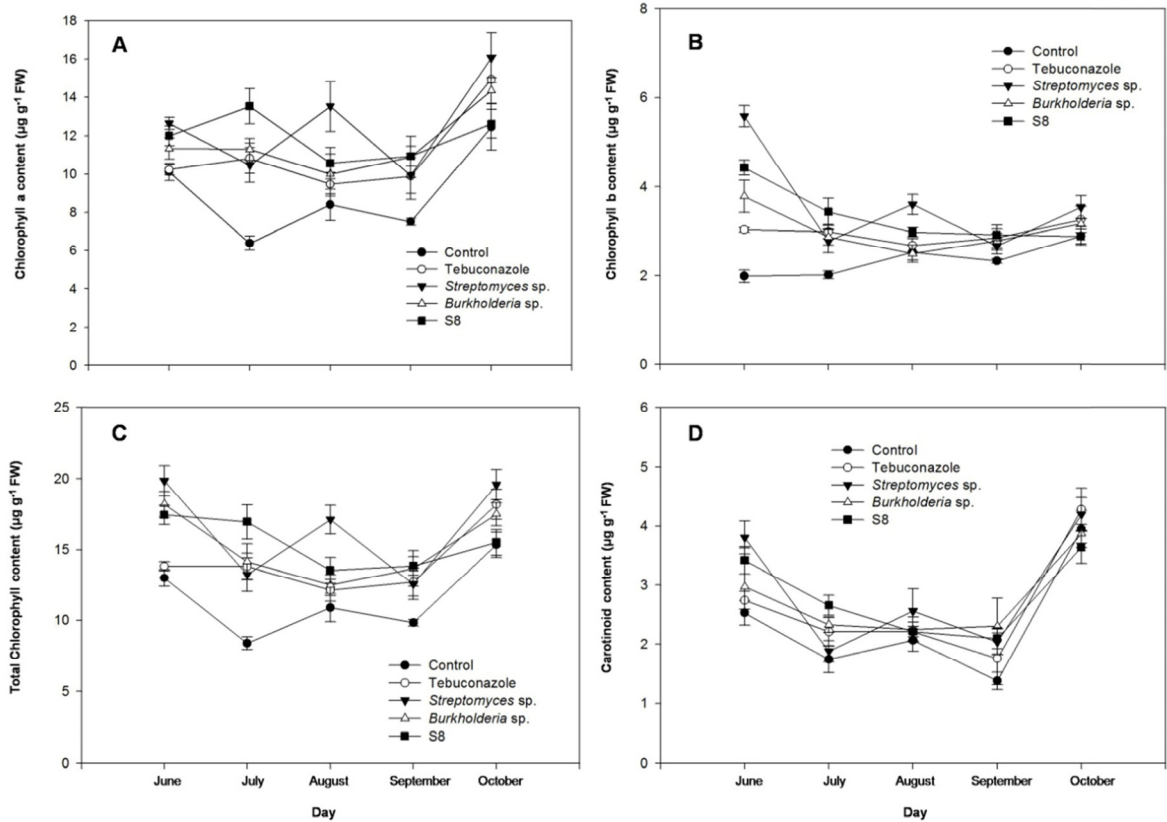 A
Chlorophyll a content (µg g-1 FW)
18
16
14
12
10
8
6
4
2
0
Control
Tebuconazole
Streptomyces sp.
Burkholderia sp.
S8
B
Chlorophyll b content (µg g-1 FW)
8
6
4
2
0
Control
Tebuconazole
Streptomyces sp.
Burkholderia sp.
S8
C
Total Chlorophyll content (µg g-1 FW)
25
20
15
10
5
0
Control
Tebuconazole
Streptomyces sp.
Burkholderia sp.
S8
June July August September October
Day
D
Carotinoid content (µg g-1 FW)
6
5
4
3
2
1
0
Control
Tebuconazole
Streptomyces sp.
Burkholderia sp.
S8
June July August September October
Day